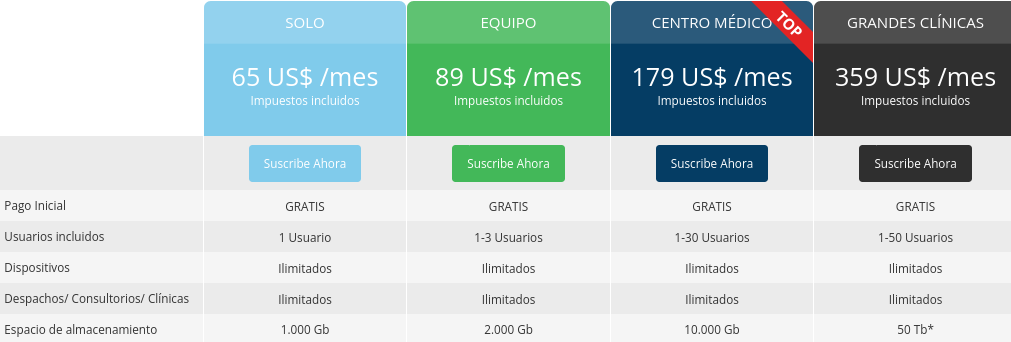 SOLO EQUIPO CENTRO MÉDICO TOP GRANDES CLÍNICAS
65 US$ /mes 89 US$ /mes 179 US$ /mes 359 US$ /mes
Impuestos incluidos Impuestos incluidos Impuestos incluidos Impuestos incluidos
Suscribe Ahora Suscribe Ahora Suscribe Ahora Suscribe Ahora
Pago Inicial GRATIS GRATIS GRATIS GRATIS
Usuarios incluidos 1 Usuario 1-3 Usuarios 1-30 Usuarios 1-50 Usuarios
Dispositivos Ilimitados Ilimitados Ilimitados Ilimitados
Despachos/ Consultorios/ Clínicas Ilimitados Ilimitados Ilimitados Ilimitados
Espacio de almacenamiento 1.000 Gb 2.000 Gb 10.000 Gb 50 Tb*